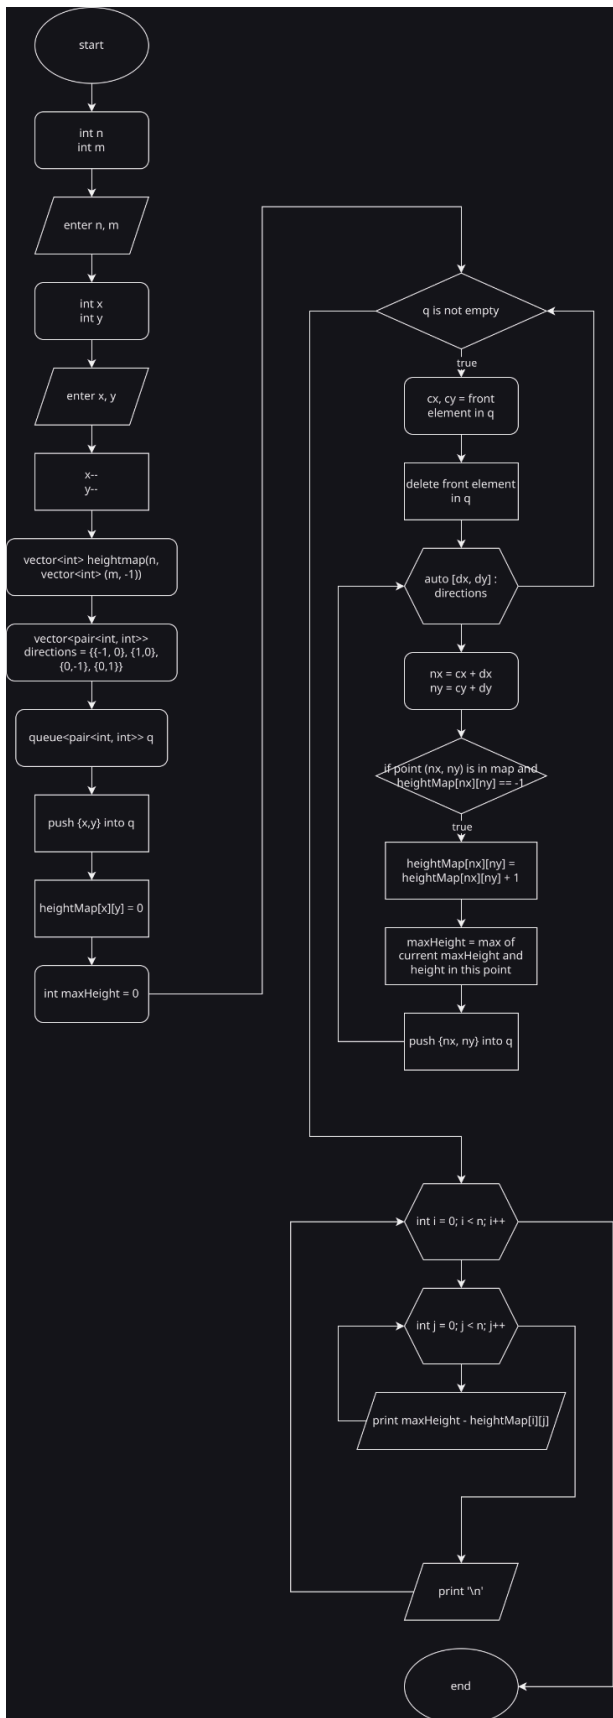 start
int n
int m
enter n, m
int x
int y
enter x, y
x--
y--
vector<int> heightmap(n,
vector<int> (m, -1))
vector<pair<int, int>>
directions = {{-1, 0}, {1,0},
{0,-1}, {0,1}}
queue<pair<int, int>> q
push {x,y} into q
heightMap[x][y] = 0
int maxHeight = 0
q is not empty
true
cx, cy = front
element in q
delete front element
in q
auto [dx, dy] :
directions
nx = cx + dx
ny = cy + dy
if point (nx, ny) is in map and
heightMap[nx][ny] == -1
true
heightMap[nx][ny] =
heightMap[nx][ny] + 1
maxHeight = max of
current maxHeight and
height in this point
push {nx, ny} into q
int i = 0; i < n; i++
int j = 0; j < n; j++
print maxHeight - heightMap[i][j]
print '\n'
end